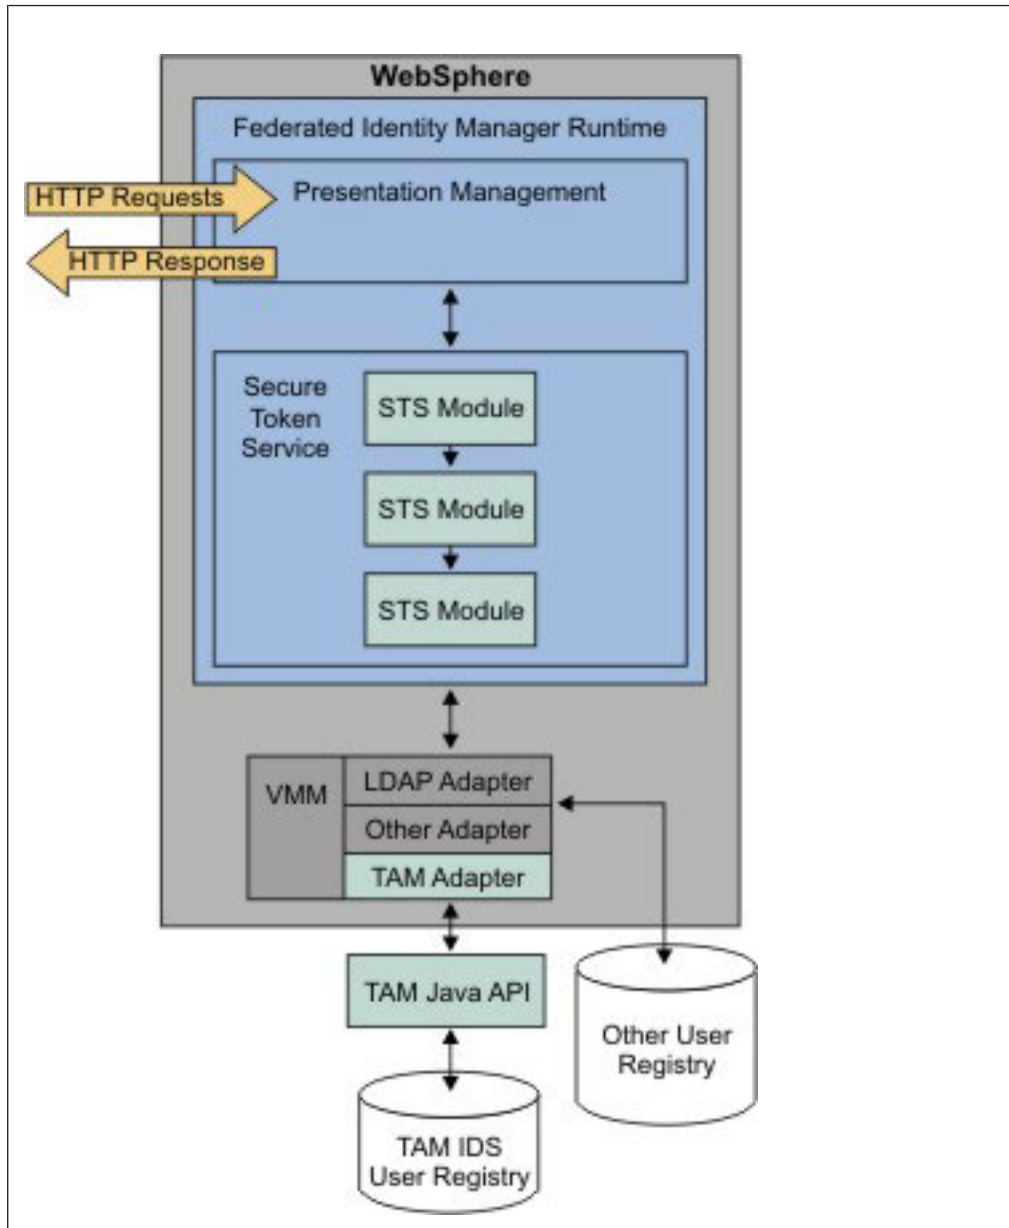 WebSphere
Federated Identity Manager Runtime
HTTP Requests
Presentation Management
HTTP Response
Secure
Token
Service
STS Module
STS Module
STS Module
VMM
LDAP Adapter
Other Adapter
TAM Adapter
TAM Java API
Other User
Registry
TAM IDS
User Registry